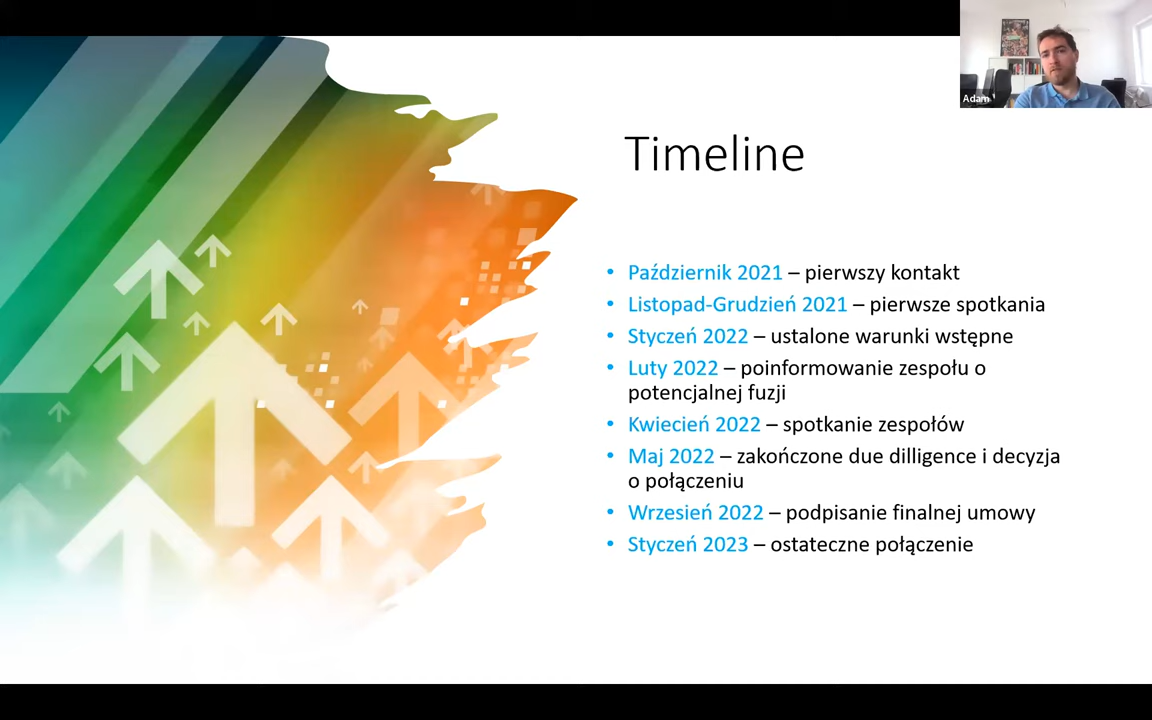 Adam
Timeline
• Październik 2021 – pierwszy kontakt
• Listopad-Grudzień 2021 – pierwsze spotkania
• Styczeń 2022 – ustalone warunki wstępne
• Luty 2022 – poinformowanie zespołu o
potencjalnej fuzji
• Kwiecień 2022 – spotkanie zespołów
• Maj 2022 – zakończone due dilligence i decyzja
o połączeniu
• Wrzesień 2022 – podpisanie finalnej umowy
• Styczeń 2023 – ostateczne połączenie